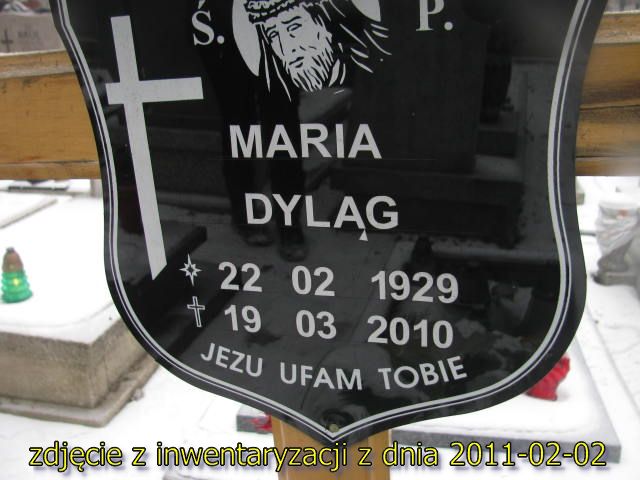 Ś. P.
MARIA
DYLĄG
22 02 1929
19 03 2010
JEZU UFAM TOBIE
zdjęcie z inwentaryzacji z dnia 2011-02-02